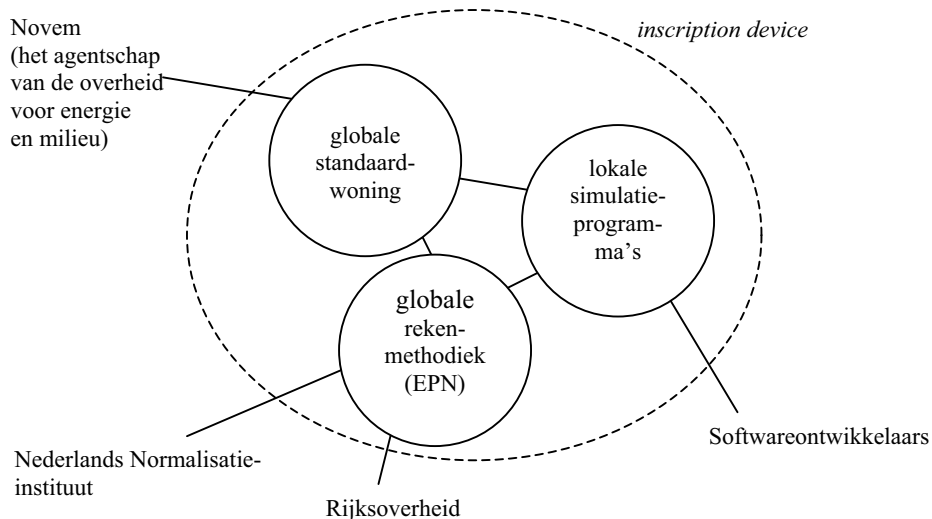 Novem
(het agentschap
van de overheid
voor energie
en milieu)
inscription device
globale
standaard-
woning
lokale
simulatie-
program-
ma's
globale
reken-
methodiek
(EPN)
Softwareontwikkelaars
Nederlands Normalisatie-
instituut
Rijksoverheid